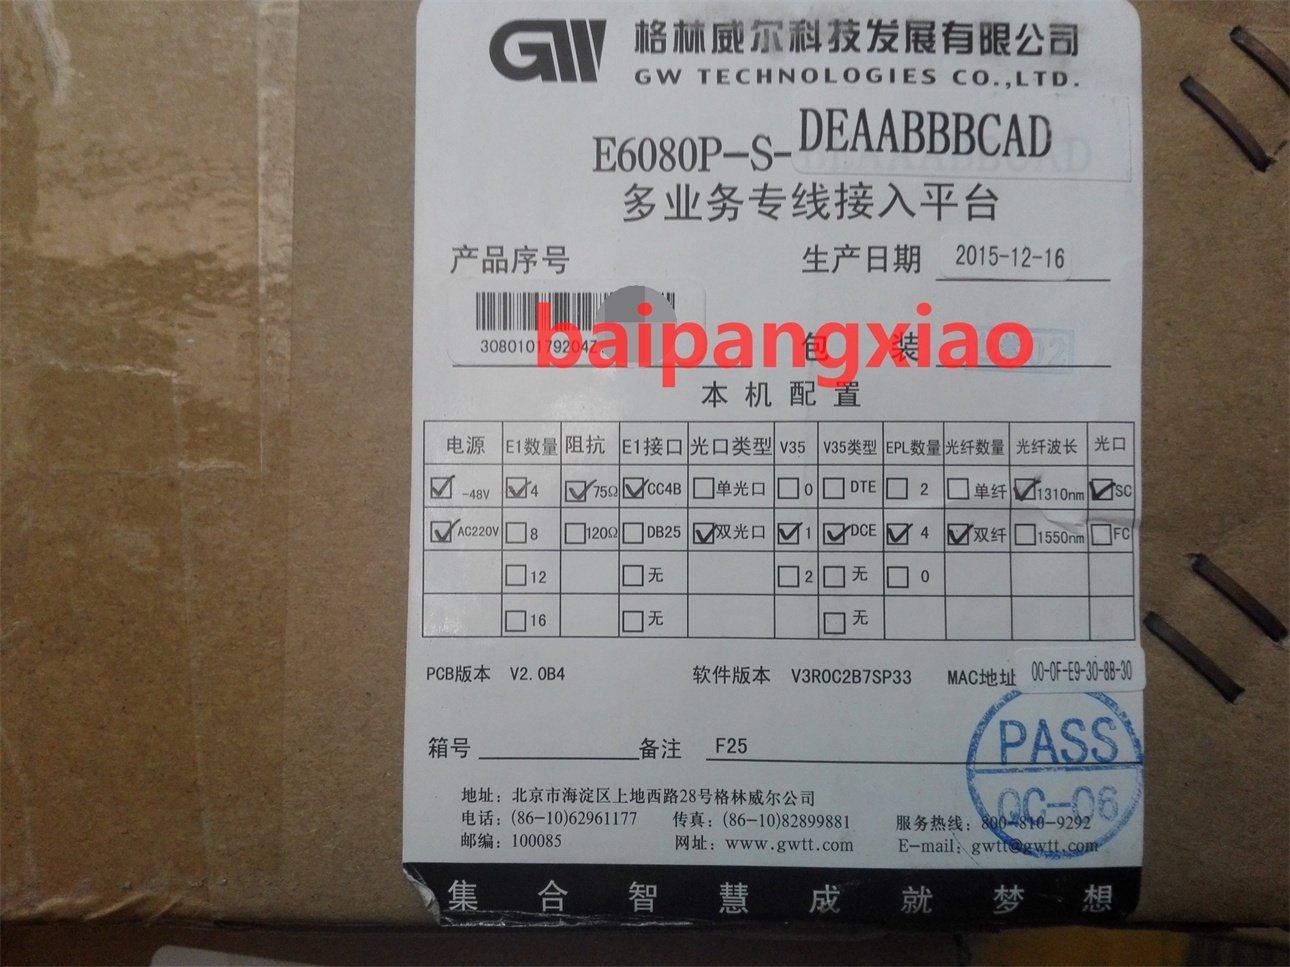 GW 格林威尔科技发展有限公司
GW TECHNOLOGIES CO.,LTD.
E6080P-S-DEAABBBCAD
多业务专线接入平台
产品序号 生产日期 2015-12-16
308010179204
baipangxiao
包 装
本机配置
电源 E1数量 阻抗 E1接口 光口类型 V35 V35类型 EPL数量 光纤数量 光纤波长 光口
-48V 4 75Ω CC4B 单光口 0 DTE 2 单纤 1310nm SC
AC220V 8 120Ω DB25 双光口 1 DCE 4 双纤 1550nm FC
12 无 2 无 0
16 无 无
PCB版本 V2.0B4 软件版本 V3R0C2B7SP33 MAC地址 00-0F-E9-30-8B-30
箱号 备注 F25
PASS
QC-06
地址：北京市海淀区上地西路28号格林威尔公司
电话：(86-10)62961177 传真：(86-10)82899881 服务热线：800-810-9292
邮编：100085 网址：www.gwtt.com E-mail：gwtt@gwtt.com
集合智慧成就梦想